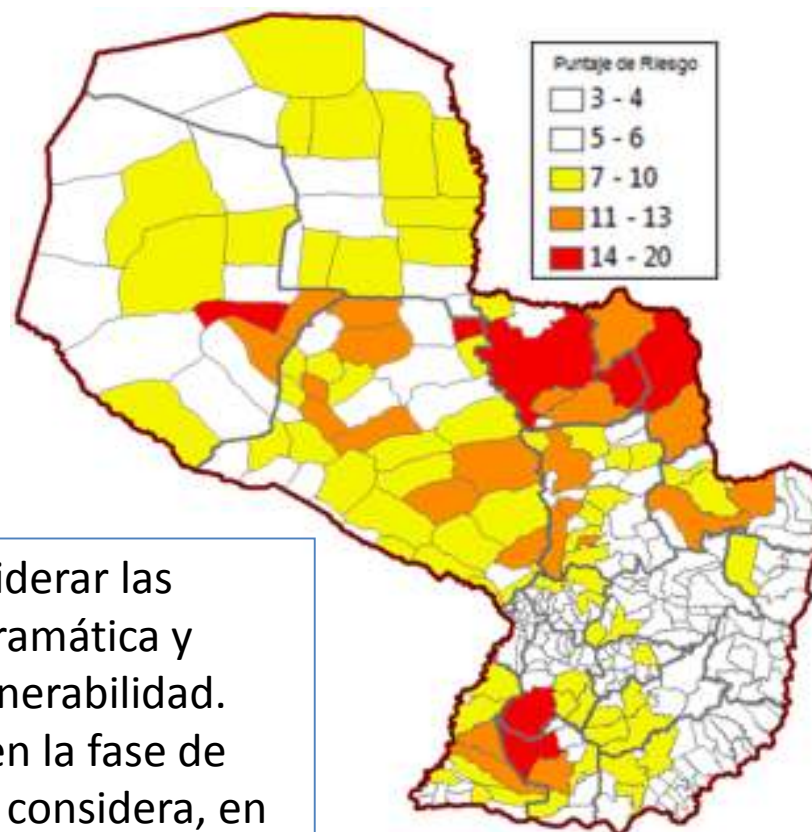 Puntaje de Riesgo
3 - 4
5 - 6
7 - 10
11 - 13
14 - 20
iderar las
ramática y
nerabilidad.
en la fase de
considera, en